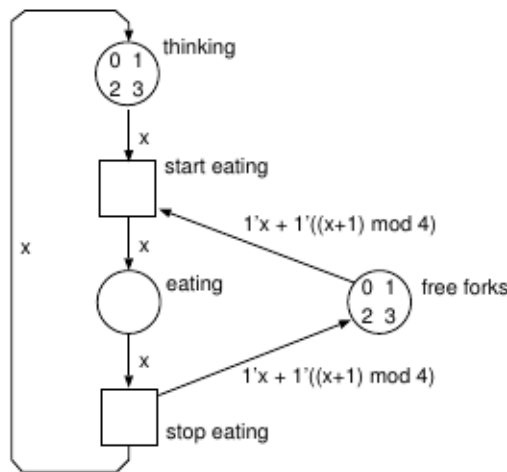 thinking
0 1
2 3
x
start eating
1'x + 1'((x+1) mod 4)
x
x
eating
0 1
2 3
free forks
x
1'x + 1'((x+1) mod 4)
stop eating